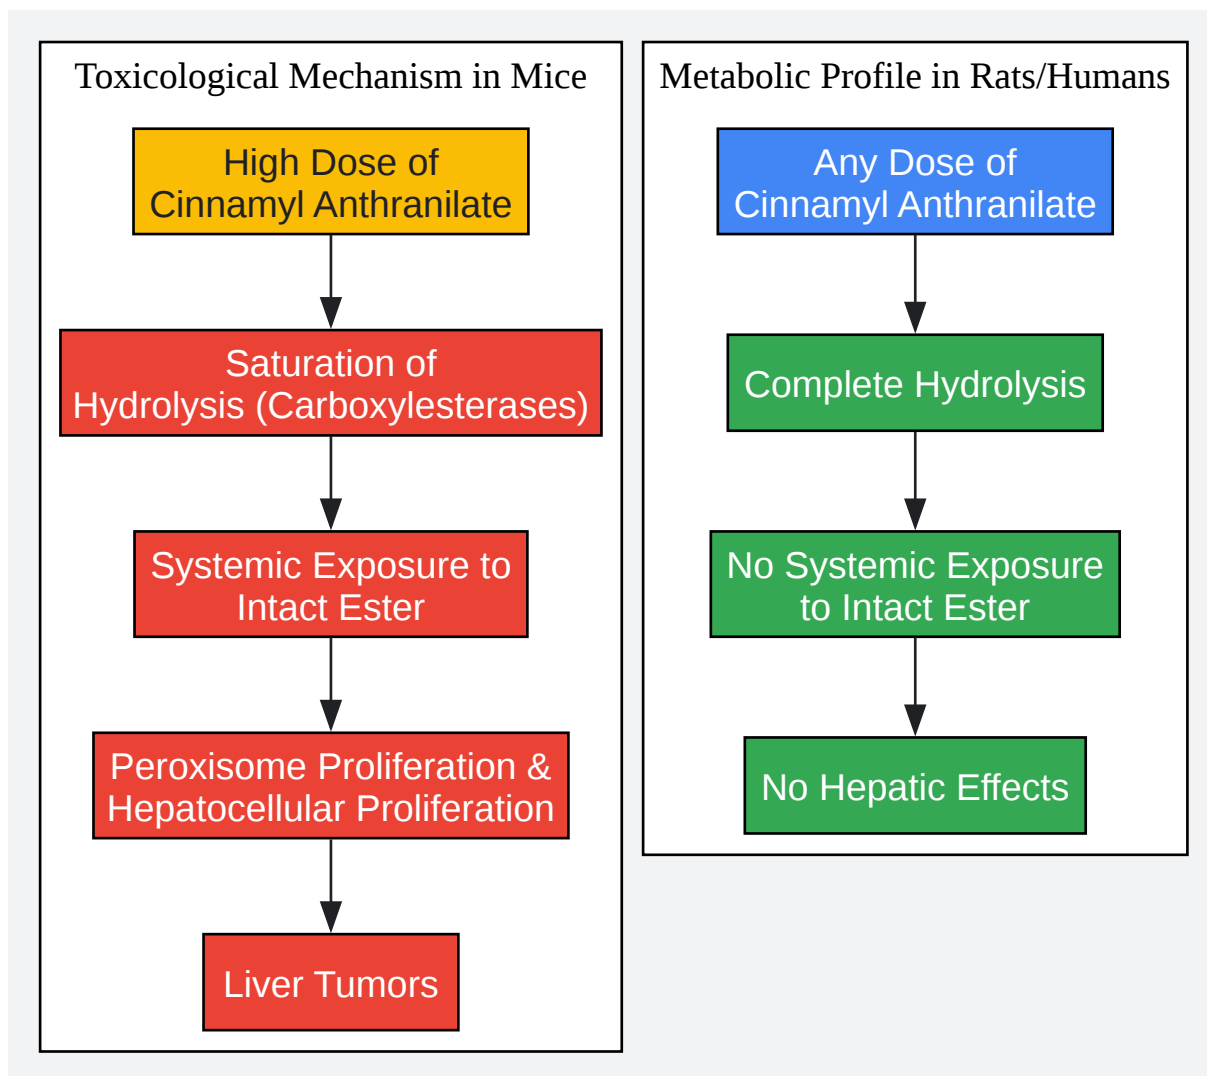 Toxicological Mechanism in Mice
High Dose of
Cinnamyl Anthranilate
Saturation of
Hydrolysis (Carboxylesterases)
Systemic Exposure to
Intact Ester
Peroxisome Proliferation &
Hepatocellular Proliferation
Liver Tumors
Metabolic Profile in Rats/Humans
Any Dose of
Cinnamyl Anthranilate
Complete Hydrolysis
No Systemic Exposure
to Intact Ester
No Hepatic Effects